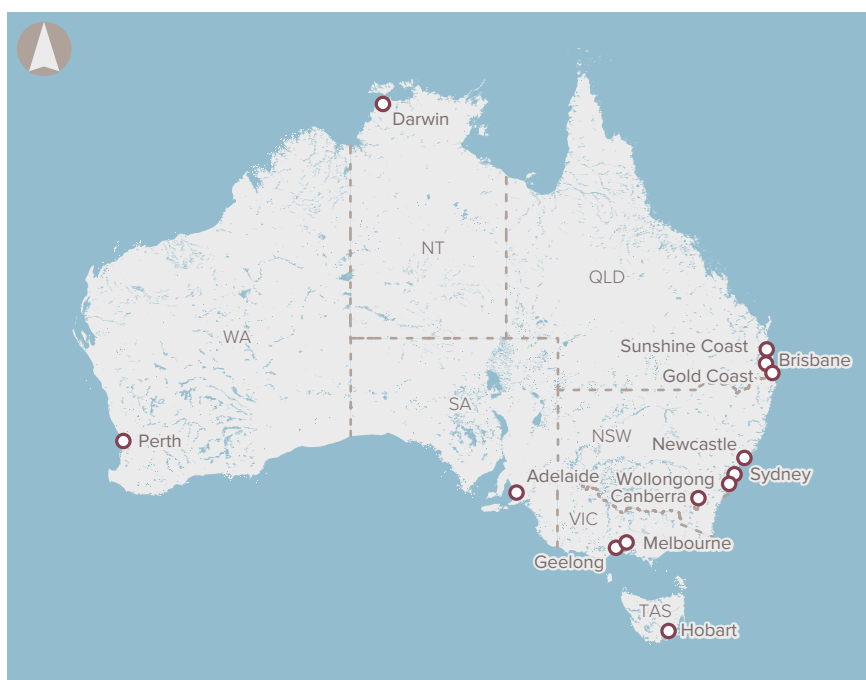 Darwin
NT
QLD
WA
Sunshine Coast
Brisbane
Gold Coast
SA
NSW
Perth
Newcastle
Adelaide
Wollongong
Sydney
Canberra
VIC
Melbourne
Geelong
TAS
Hobart